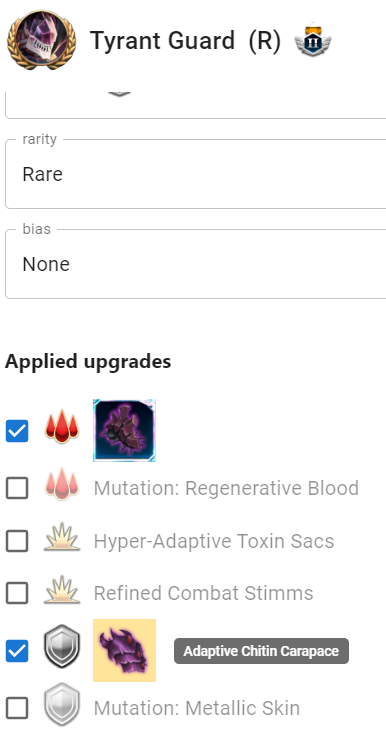 Tyrant Guard (R)
rarity
Rare
bias
None
Applied upgrades
Mutation: Regenerative Blood
Hyper-Adaptive Toxin Sacs
Refined Combat Stimms
Adaptive Chitin Carapace
Mutation: Metallic Skin